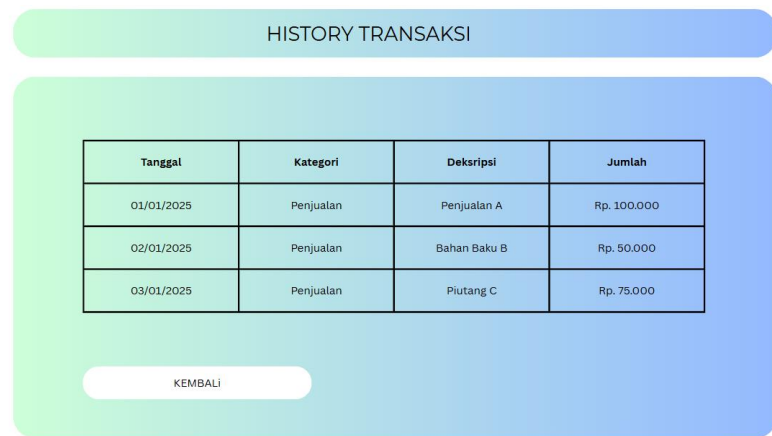 HISTORY TRANSAKSI
Tanggal Kategori Deksripsi Jumlah
01/01/2025 Penjualan Penjualan A Rp. 100.000
02/01/2025 Penjualan Bahan Baku B Rp. 50.000
03/01/2025 Penjualan Piutang C Rp. 75.000
KEMBALi